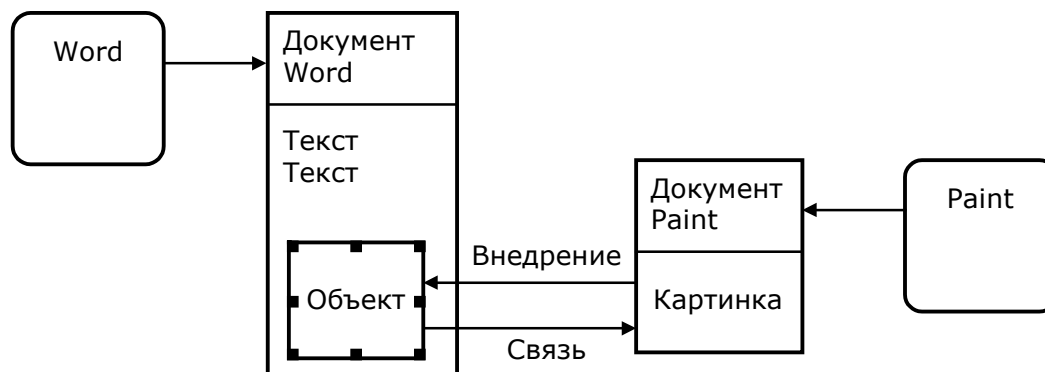 Word
Документ
Word
Текст
Текст
Объект
Внедрение
Связь
Документ
Paint
Картинка
Paint